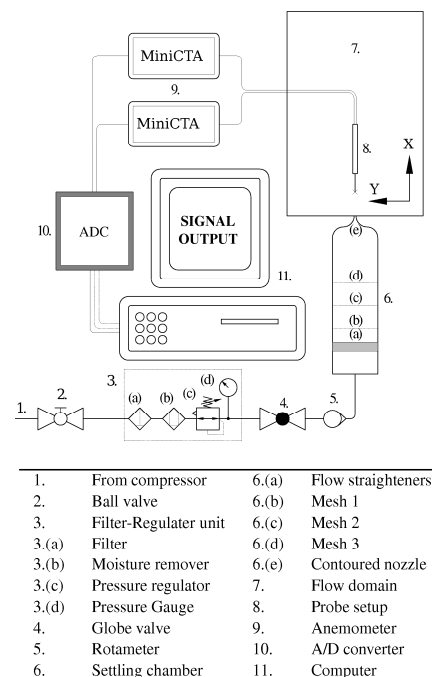 MiniCTA
7.
9.
MiniCTA
8.
X
Y
10.
ADC
SIGNAL
OUTPUT
(e)
11.
(d)
(c)
6.
(b)
(a)
3.
(d)
(c)
1.
2.
(a)
(b)
4.
5.
1. From compressor 6.(a) Flow straighteners
2. Ball valve 6.(b) Mesh 1
3. Filter-Regulater unit 6.(c) Mesh 2
3.(a) Filter 6.(d) Mesh 3
3.(b) Moisture remover 6.(e) Contoured nozzle
3.(c) Pressure regulator 7. Flow domain
3.(d) Pressure Gauge 8. Probe setup
4. Globe valve 9. Anemometer
5. Rotameter 10. A/D converter
6. Settling chamber 11. Computer